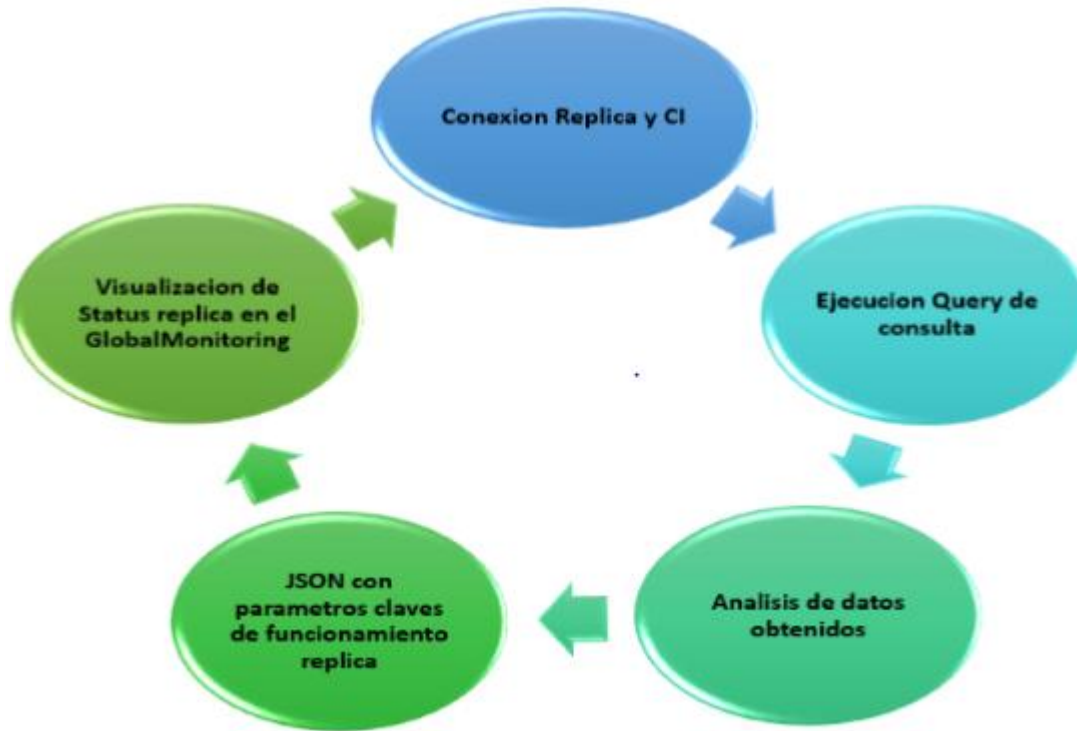 Conexion Replica y CI
Ejecucion Query de
consulta
Analisis de datos
obtenidos
JSON con
parametros claves
de funcionamiento
replica
Visualizacion de
Status replica en el
GlobalMonitoring